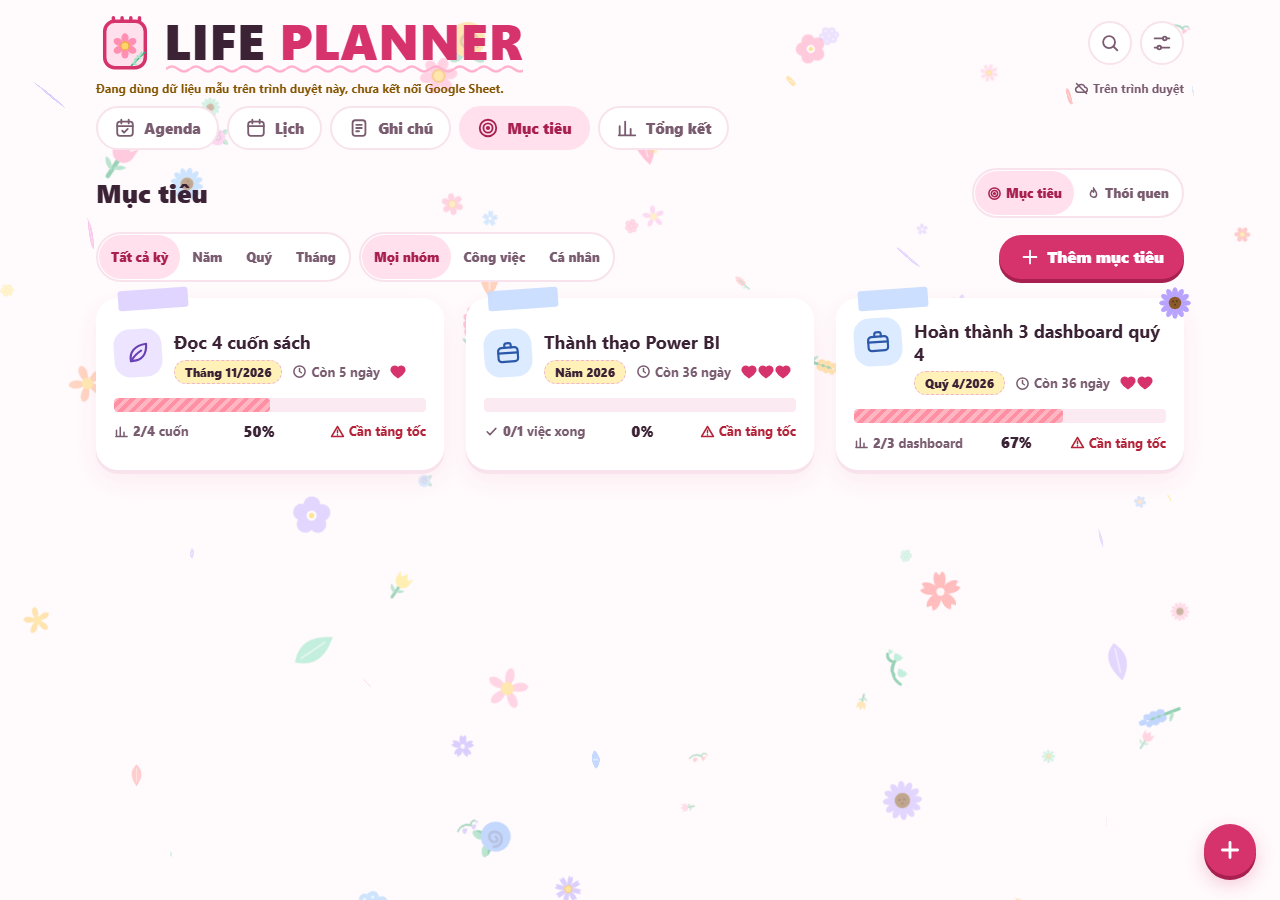 LIFE PLANNER
Đang dùng dữ liệu mẫu trên trình duyệt này, chưa kết nối Google Sheet.
Trên trình duyệt
Agenda
Lịch
Ghi chú
Mục tiêu
Tổng kết
Mục tiêu
Mục tiêu
Thói quen
Tất cả kỳ
Năm
Quý
Tháng
Mọi nhóm
Công việc
Cá nhân
Thêm mục tiêu
Đọc 4 cuốn sách
Tháng 11/2026
Còn 5 ngày
2/4 cuốn
50%
Cần tăng tốc
Thành thạo Power BI
Năm 2026
Còn 36 ngày
0/1 việc xong
0%
Cần tăng tốc
Hoàn thành 3 dashboard quý
4
Quý 4/2026
Còn 36 ngày
2/3 dashboard
67%
Cần tăng tốc